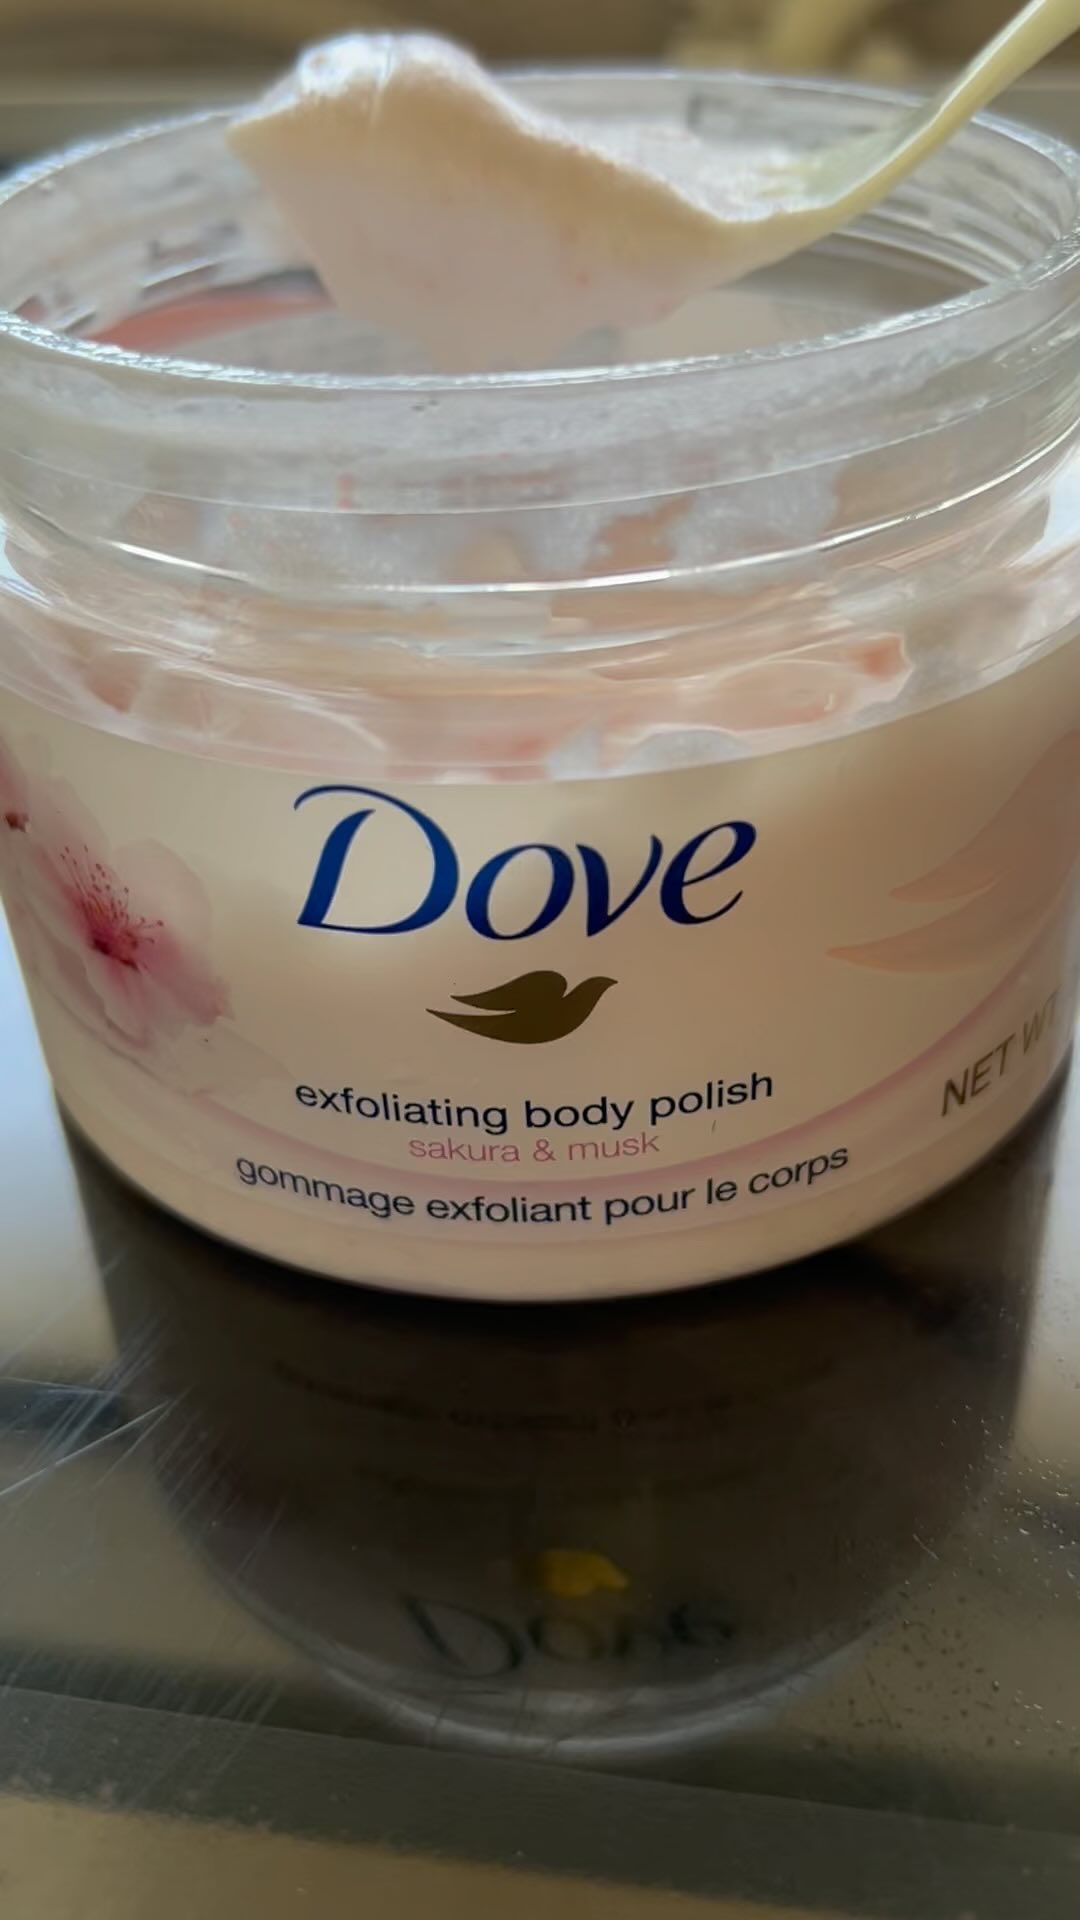 Dove
exfoliating body polish
sakura & musk
gommage exfoliant pour le corps
NET WT